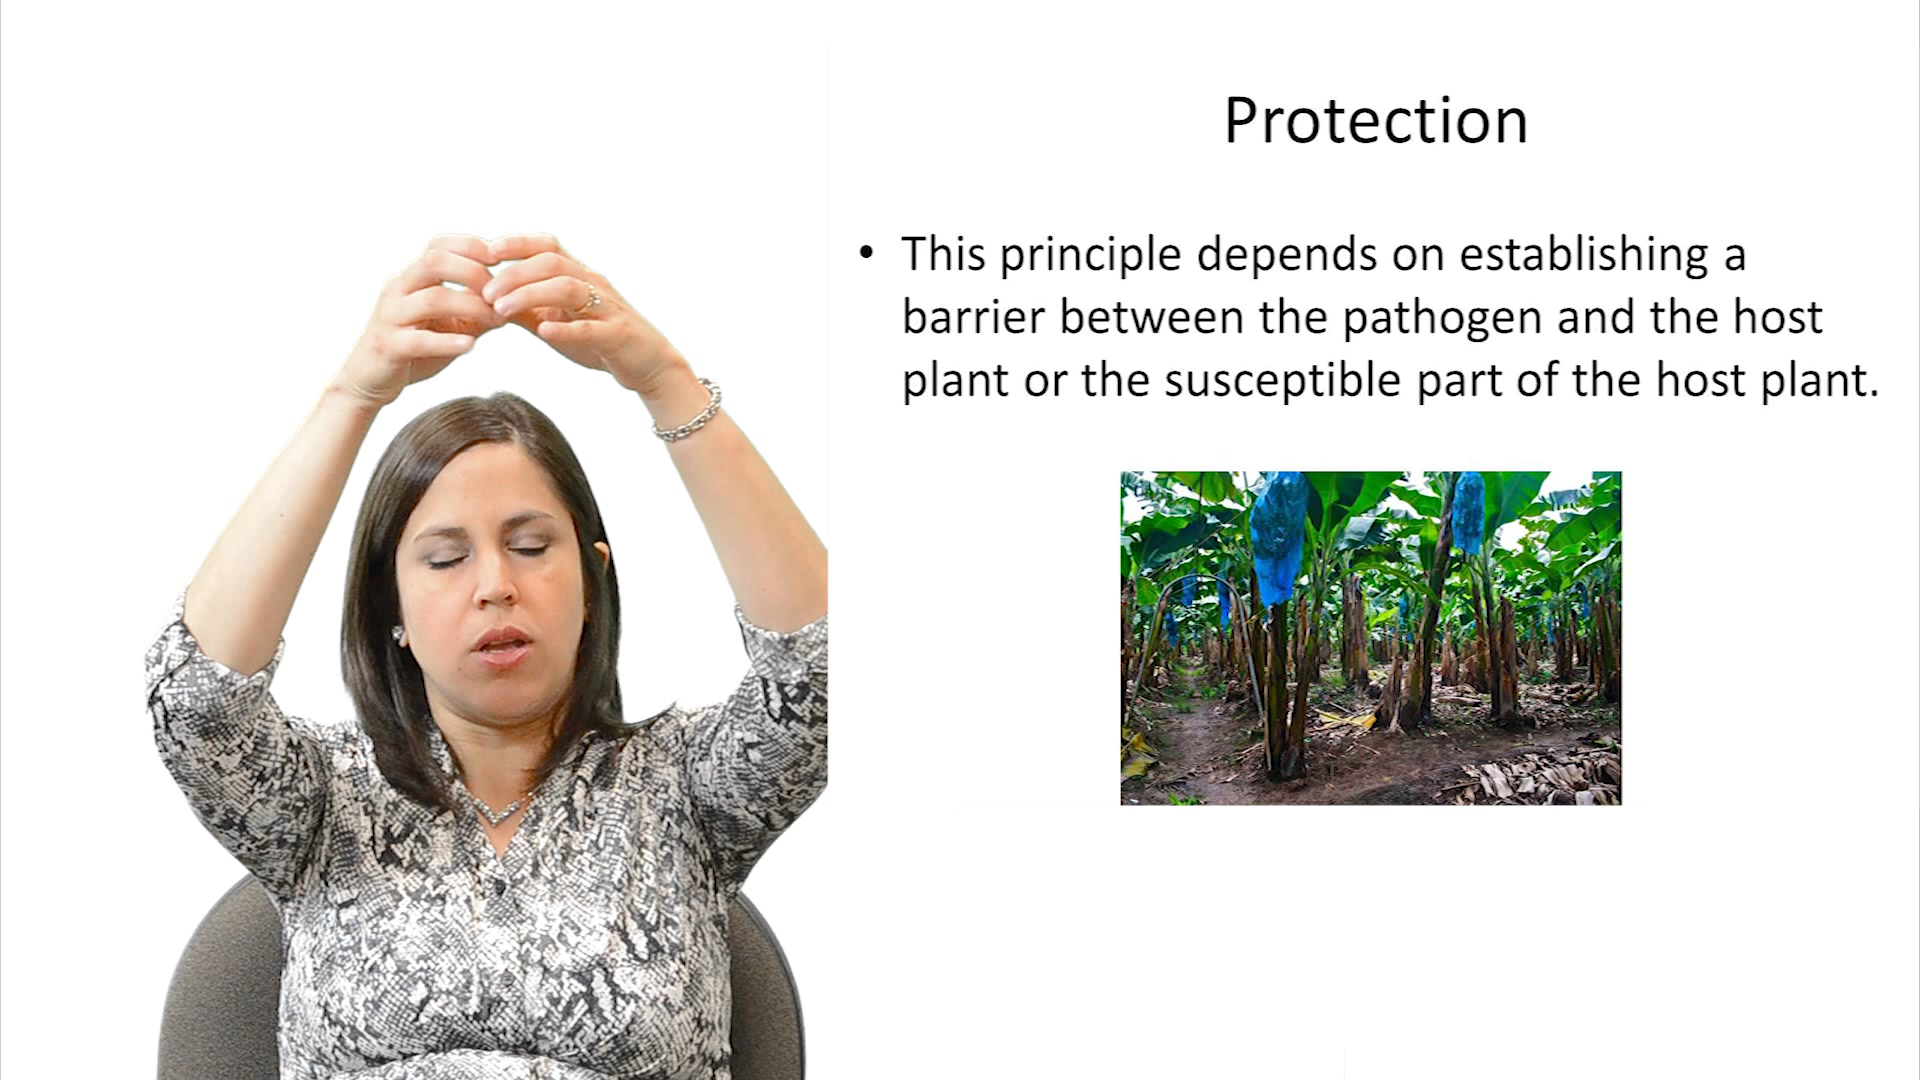 Protection
• This principle depends on establishing a
barrier between the pathogen and the host
plant or the susceptible part of the host plant.